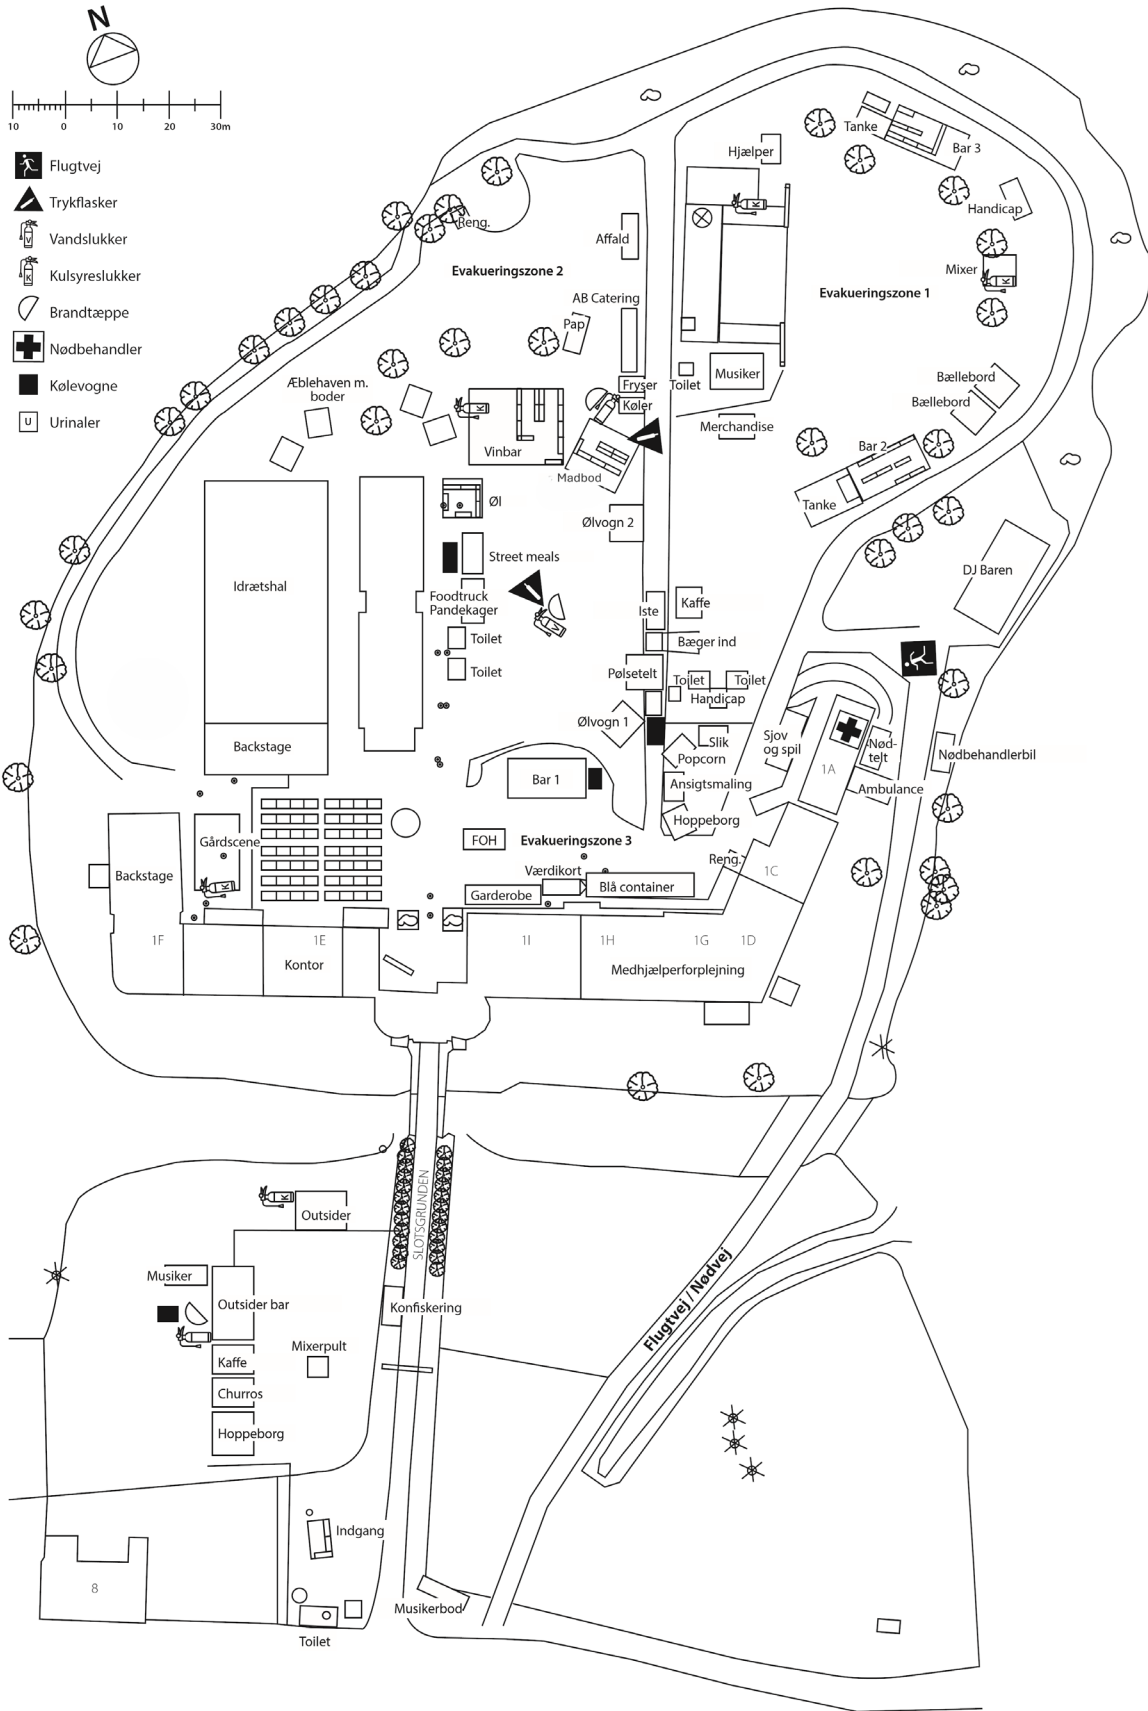 N
10 0 10 20 30m
Flugtvej
Trykflasker
V
Vandslukker
K
Kulsyreslukker
Brandtæppe
Nødbehandler
Kølevogne
U
Urinaler
Tanke
Bar 3
Hjælper
K
Handicap
Reng.
Affald
Evakueringszone 2
Mixer
K
Evakueringszone 1
AB Catering
Pap
Æblehaven m.
boder
Fryser
Toilet
Musiker
Køler
K
Bællebord
Bællebord
Merchandise
Vinbar
Bar 2
Madbod
Øl
Tanke
Ølvogn 2
Street meals
Idrætshal
DJ Baren
Foodtruck
Pandekager
V
Iste
Kaffe
Toilet
Bæger ind
Toilet
Pølsetelt
Toilet
Toilet
Handicap
Ølvogn 1
Slik
Popcorn
Sjov
og spil
Nød-
telt
Nødbehandlerbil
Backstage
1A
Bar 1
Ansigtsmaling
Ambulance
Hoppeborg
Gårdscene
FOH
Evakueringszone 3
Reng.
1C
Backstage
K
Værdikort
Blå container
Garderobe
1F
1E
1I
1H
1G
1D
Kontor
Medhjælperforplejning
SLOTSGRUNDEN
K
Outsider
Musiker
Outsider bar
Konfiskering
Flugtvej / Nødvej
Mixerpult
Kaffe
Churros
Hoppeborg
Indgang
8
Musikerbod
Toilet